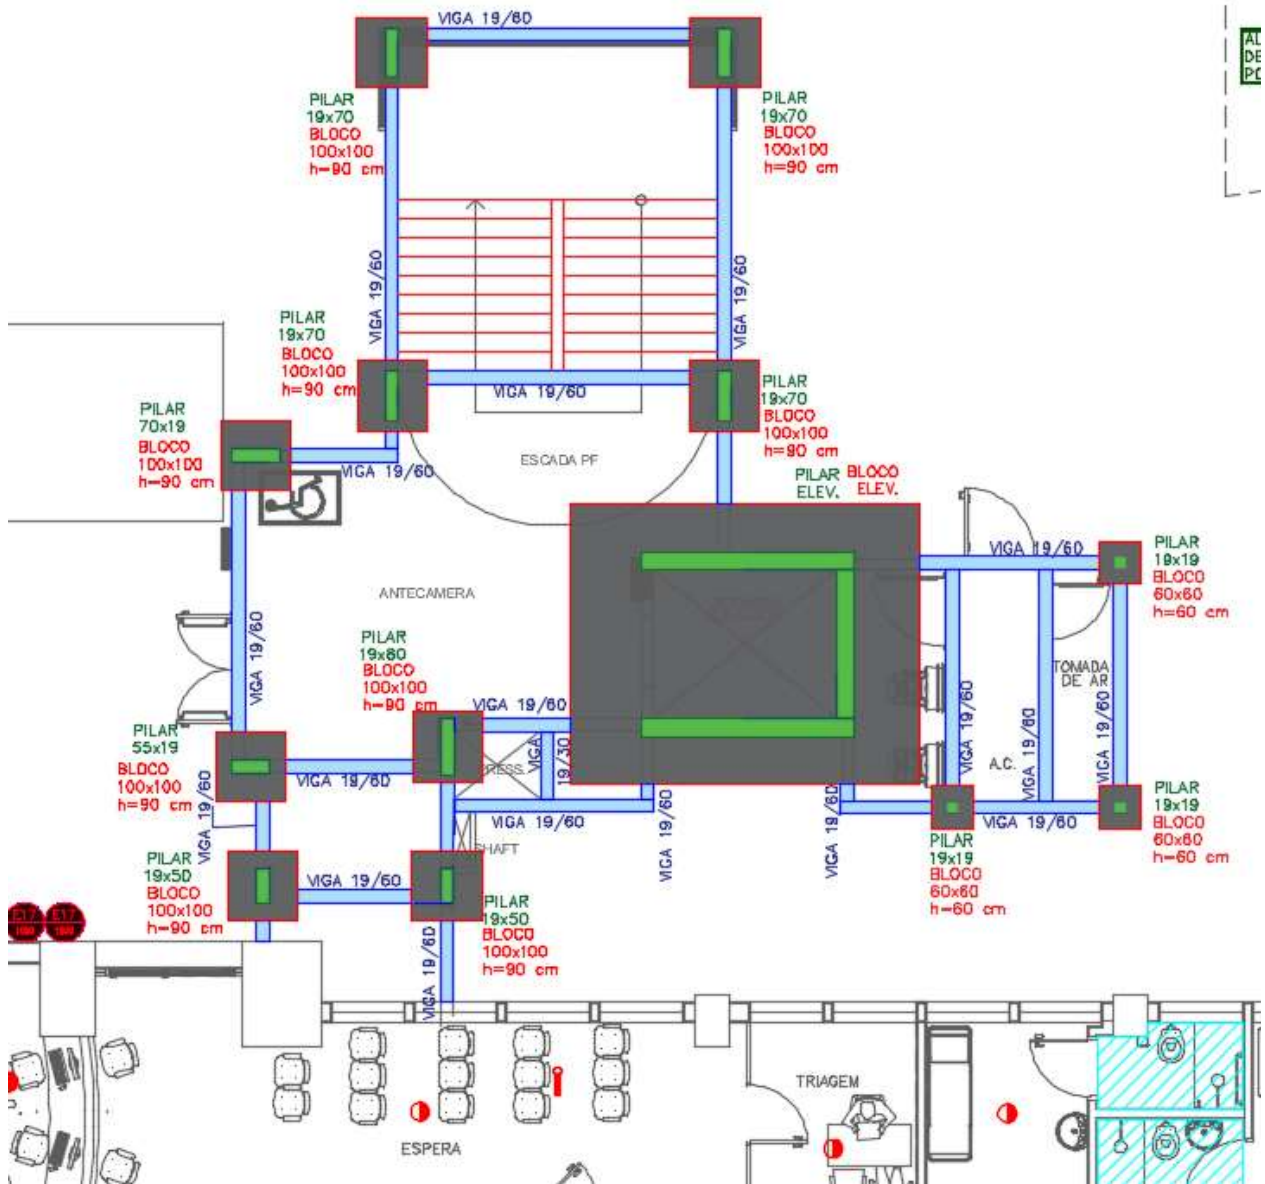 VIGA 19/60
AL
DE
PD
PILAR
19x70
BLOCO
100x100
h=90 cm
PILAR
19x70
BLOCO
100x100
h=90 cm
VIGA 19/60
VIGA 19/60
PILAR
19x70
BLOCO
100x100
h=90 cm
VIGA 19/60
PILAR
19x70
BLOCO
100x100
h=90 cm
PILAR
70x19
BLOCO
100x100
h=90 cm
VIGA 19/60
ESCADA PF
PILAR
ELEV.
BLOCO
ELEV.
VIGA 19/60
PILAR
19x19
BLOCO
60x60
h=60 cm
ANTECAMERA
VIGA 19/60
PILAR
19x80
BLOCO
100x100
h=90 cm
TOMADA
DE AR
VIGA 19/60
VIGA 19/60
VIGA 19/60
VIGA 19/60
PILAR
55x19
BLOCO
100x100
h=90 cm
VIGA 19/60
VIGA
19/30
PRESS.
A.C.
VIGA 19/60
VIGA 19/60
VIGA 19/60
VIGA 19/60
VIGA 19/60
PILAR
19x19
BLOCO
60x60
h=60 cm
SHAFT
PILAR
19x19
BLOCO
60x60
h=60 cm
PILAR
19x50
BLOCO
100x100
h=90 cm
VIGA 19/60
PILAR
19x50
BLOCO
100x100
h=90 cm
VIGA 19/60
E17
E17
TRIAGEM
ESPERA